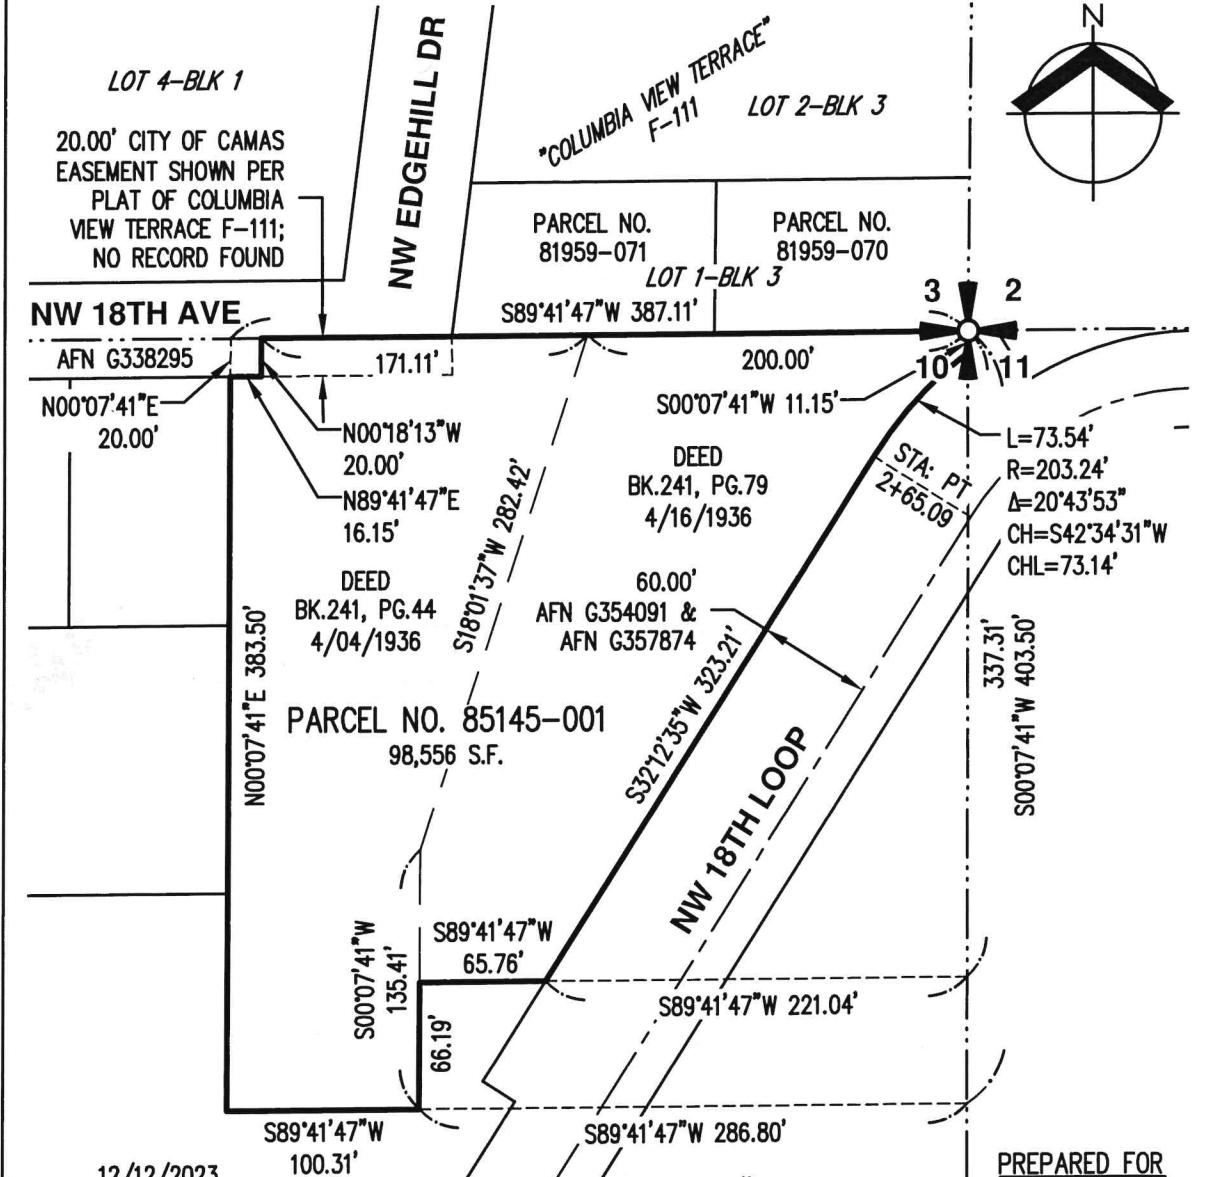 N
LOT 4-BLK 1
NW EDGEHILL DR
"COLUMBIA VIEW TERRACE"
F-111
LOT 2-BLK 3
20.00' CITY OF CAMAS
EASEMENT SHOWN PER
PLAT OF COLUMBIA
VIEW TERRACE F-111;
NO RECORD FOUND
PARCEL NO.
81959-071
PARCEL NO.
81959-070
LOT 1-BLK 3
NW 18TH AVE
S89°41'47"W 387.11'
3
2
10
11
AFN G338295
171.11'
200.00'
N00°07'41"E
20.00'
N00°18'13"W
20.00'
N89°41'47"E
16.15'
S00°07'41"W 11.15'
L=73.54'
R=203.24'
Δ=20°43'53"
CH=S42°34'31"W
CHL=73.14'
STA: PT
2+65.09
DEED
BK.241, PG.79
4/16/1936
S18°01'37"W 282.42'
DEED
BK.241, PG.44
4/04/1936
60.00'
AFN G354091 &
AFN G357874
N00°07'41"E 383.50'
S32°12'35"W 323.21'
337.31'
S00°07'41"W 403.50'
PARCEL NO. 85145-001
98,556 S.F.
NW 18TH LOOP
S00°07'41"W
135.41'
S89°41'47"W
65.76'
66.19'
S89°41'47"W 221.04'
S89°41'47"W
100.31'
S89°41'47"W 286.80'
12/12/2023
PREPARED FOR